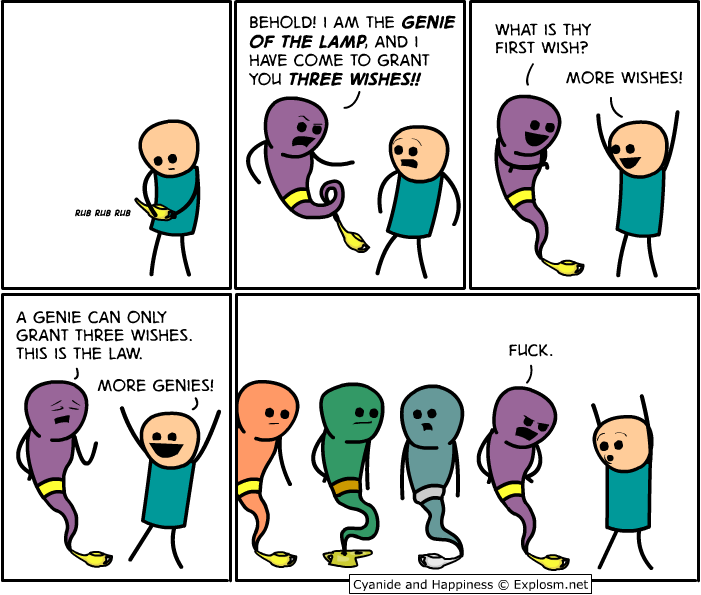 RUB RUB RUB
BEHOLD! I AM THE GENIE
OF THE LAMP, AND I
HAVE COME TO GRANT
YOU THREE WISHES!!
WHAT IS THY
FIRST WISH?
MORE WISHES!
A GENIE CAN ONLY
GRANT THREE WISHES.
THIS IS THE LAW.
MORE GENIES!
FUCK.
Cyanide and Happiness © Explosm.net